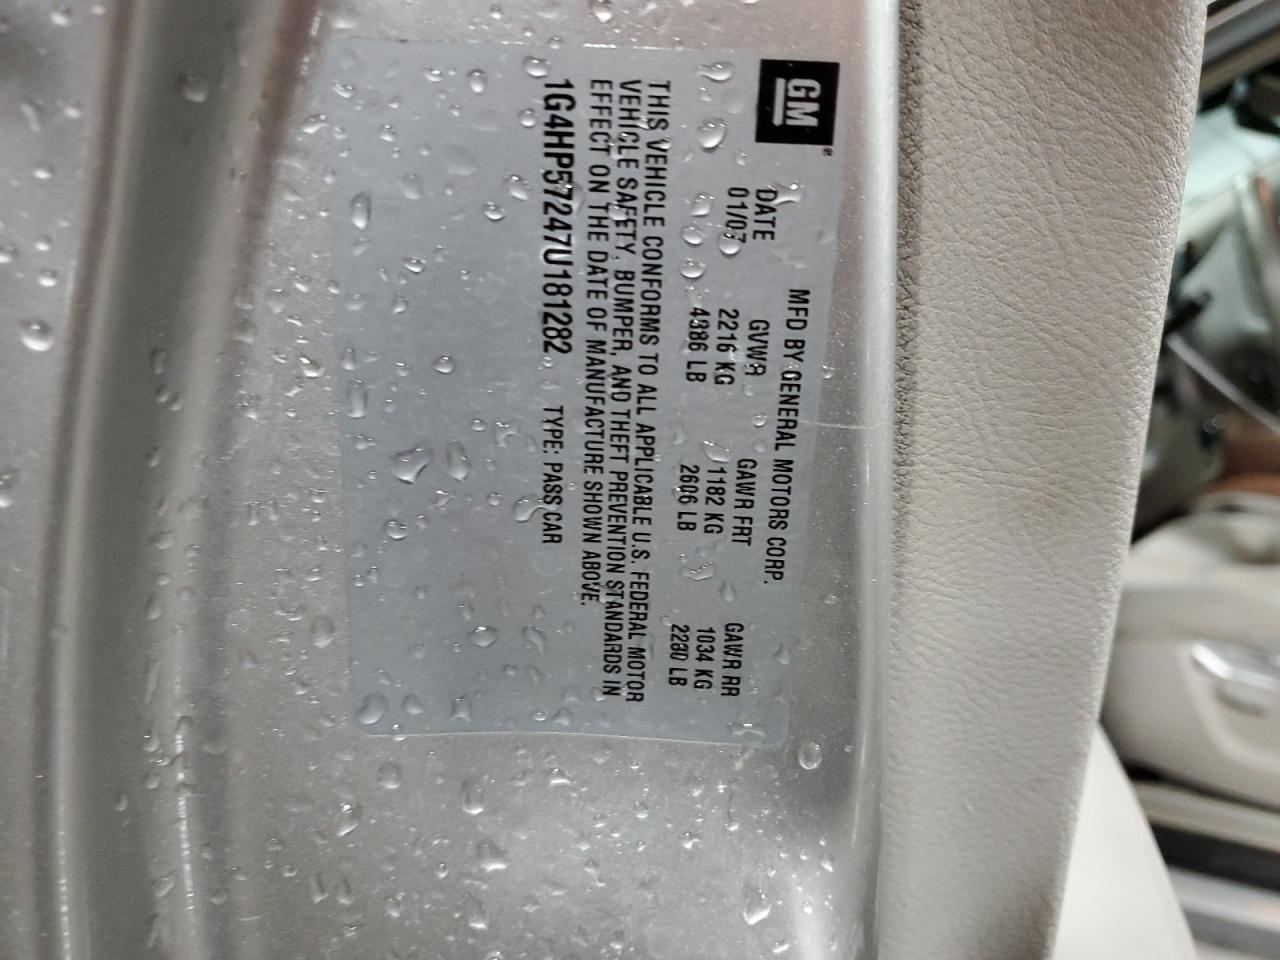 GM
MFD BY GENERAL MOTORS CORP.
DATE GVWR GAWR FRT GAWR RR
01/07 2216 KG 1182 KG 1034 KG
4886 LB 2606 LB 2280 LB
THIS VEHICLE CONFORMS TO ALL APPLICABLE U.S. FEDERAL MOTOR
VEHICLE SAFETY, BUMPER, AND THEFT PREVENTION STANDARDS IN
EFFECT ON THE DATE OF MANUFACTURE SHOWN ABOVE.
1G4HP57247U181282 TYPE: PASS CAR